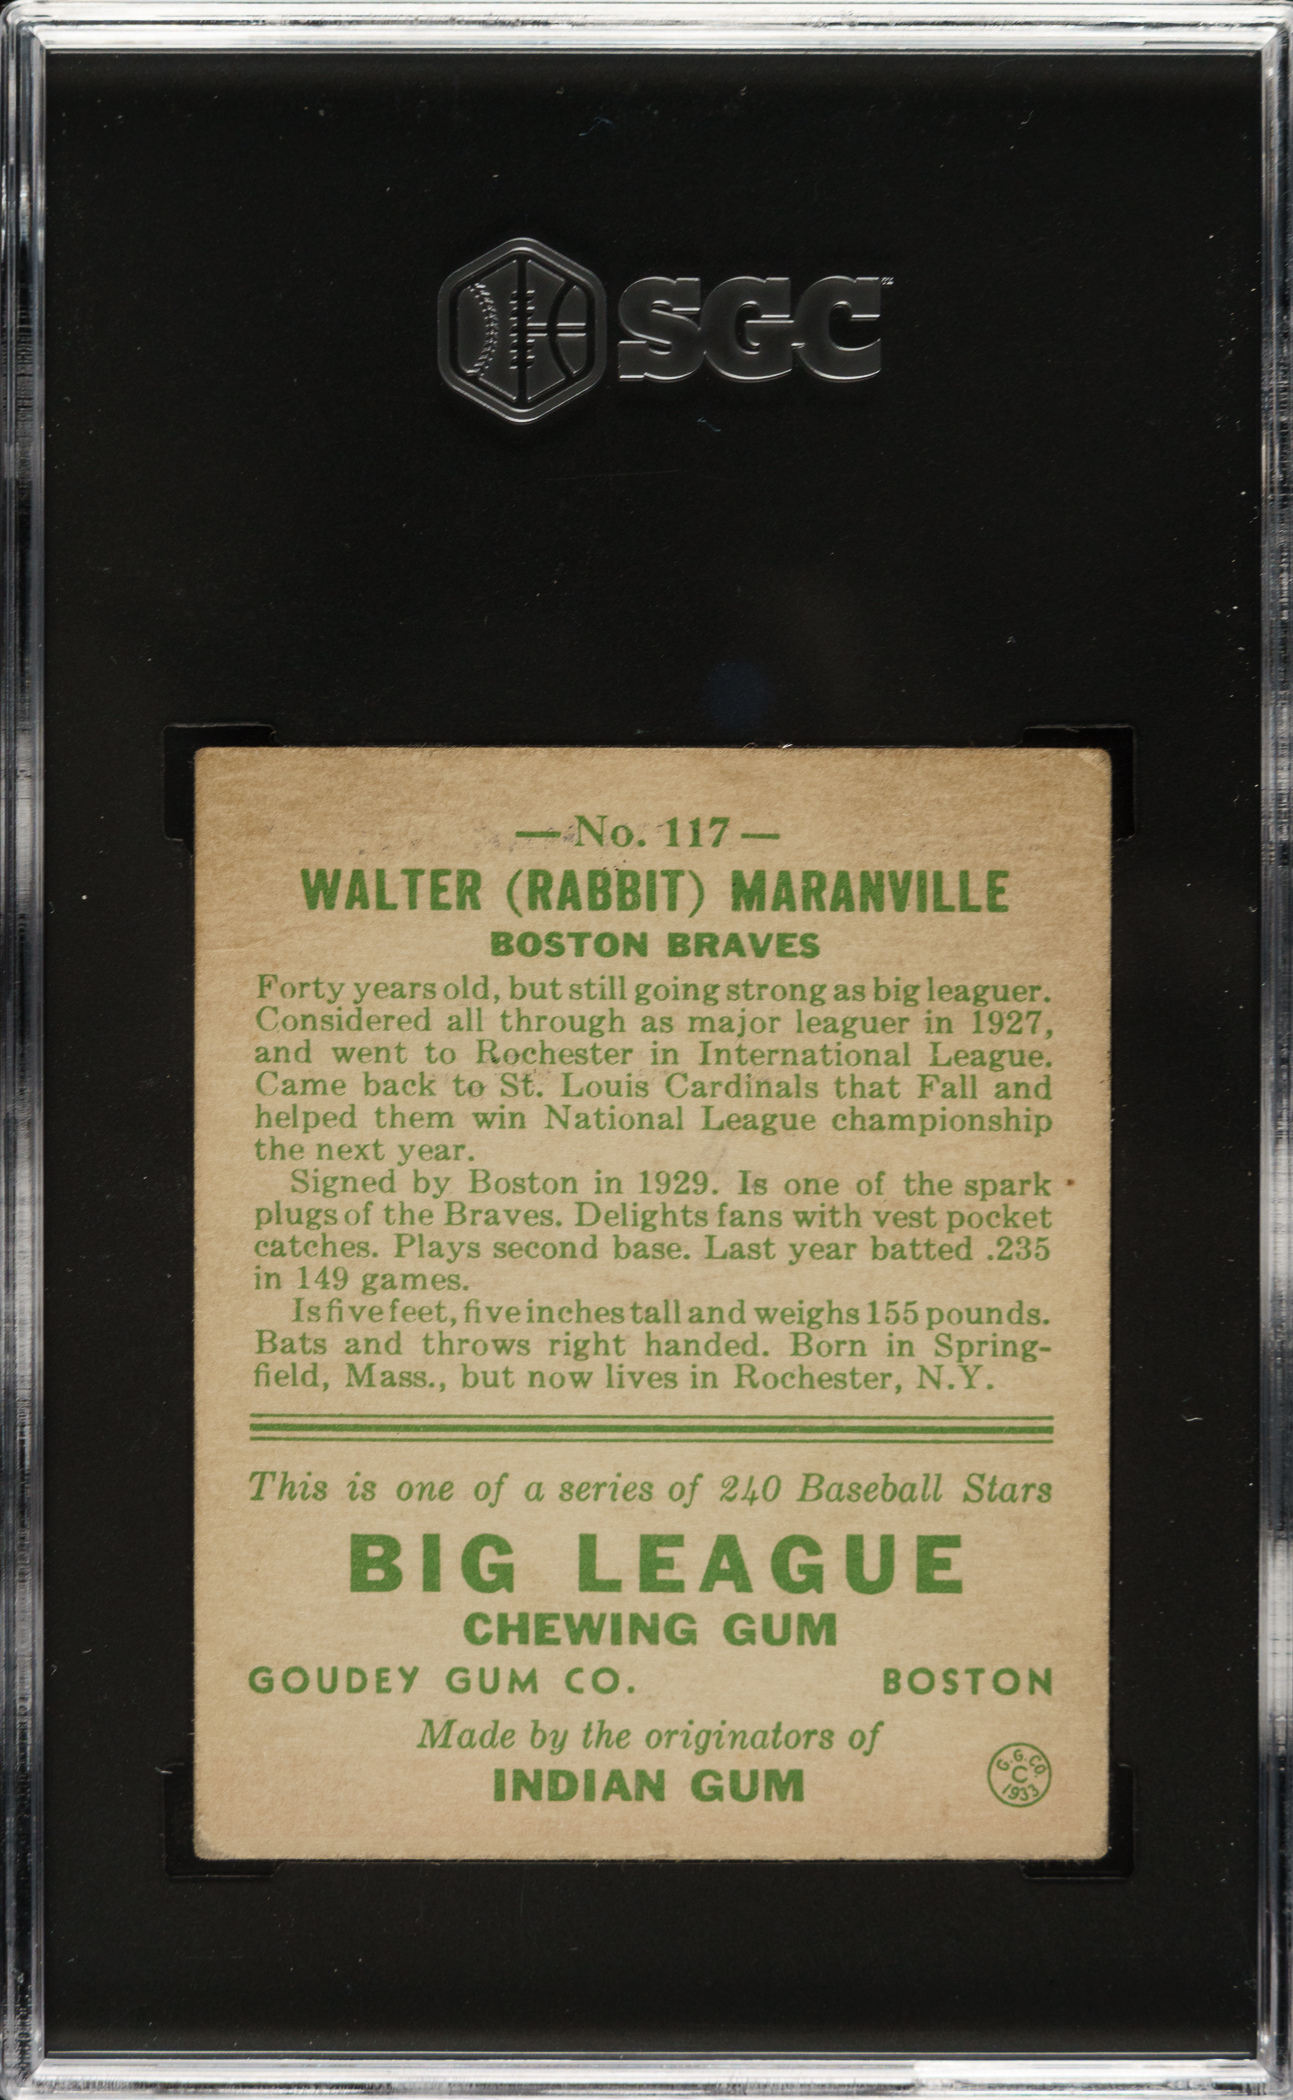 SGC™
— No. 117 —
WALTER (RABBIT) MARANVILLE
BOSTON BRAVES
Forty years old, but still going strong as big leaguer.
Considered all through as major leaguer in 1927,
and went to Rochester in International League.
Came back to St. Louis Cardinals that Fall and
helped them win National League championship
the next year.
Signed by Boston in 1929. Is one of the spark
plugs of the Braves. Delights fans with vest pocket
catches. Plays second base. Last year batted .235
in 149 games.
Is five feet, five inches tall and weighs 155 pounds.
Bats and throws right handed. Born in Spring-
field, Mass., but now lives in Rochester, N.Y.
This is one of a series of 240 Baseball Stars
BIG LEAGUE
CHEWING GUM
GOUDEY GUM CO. BOSTON
Made by the originators of
INDIAN GUM
G.G.CO.
C
1933